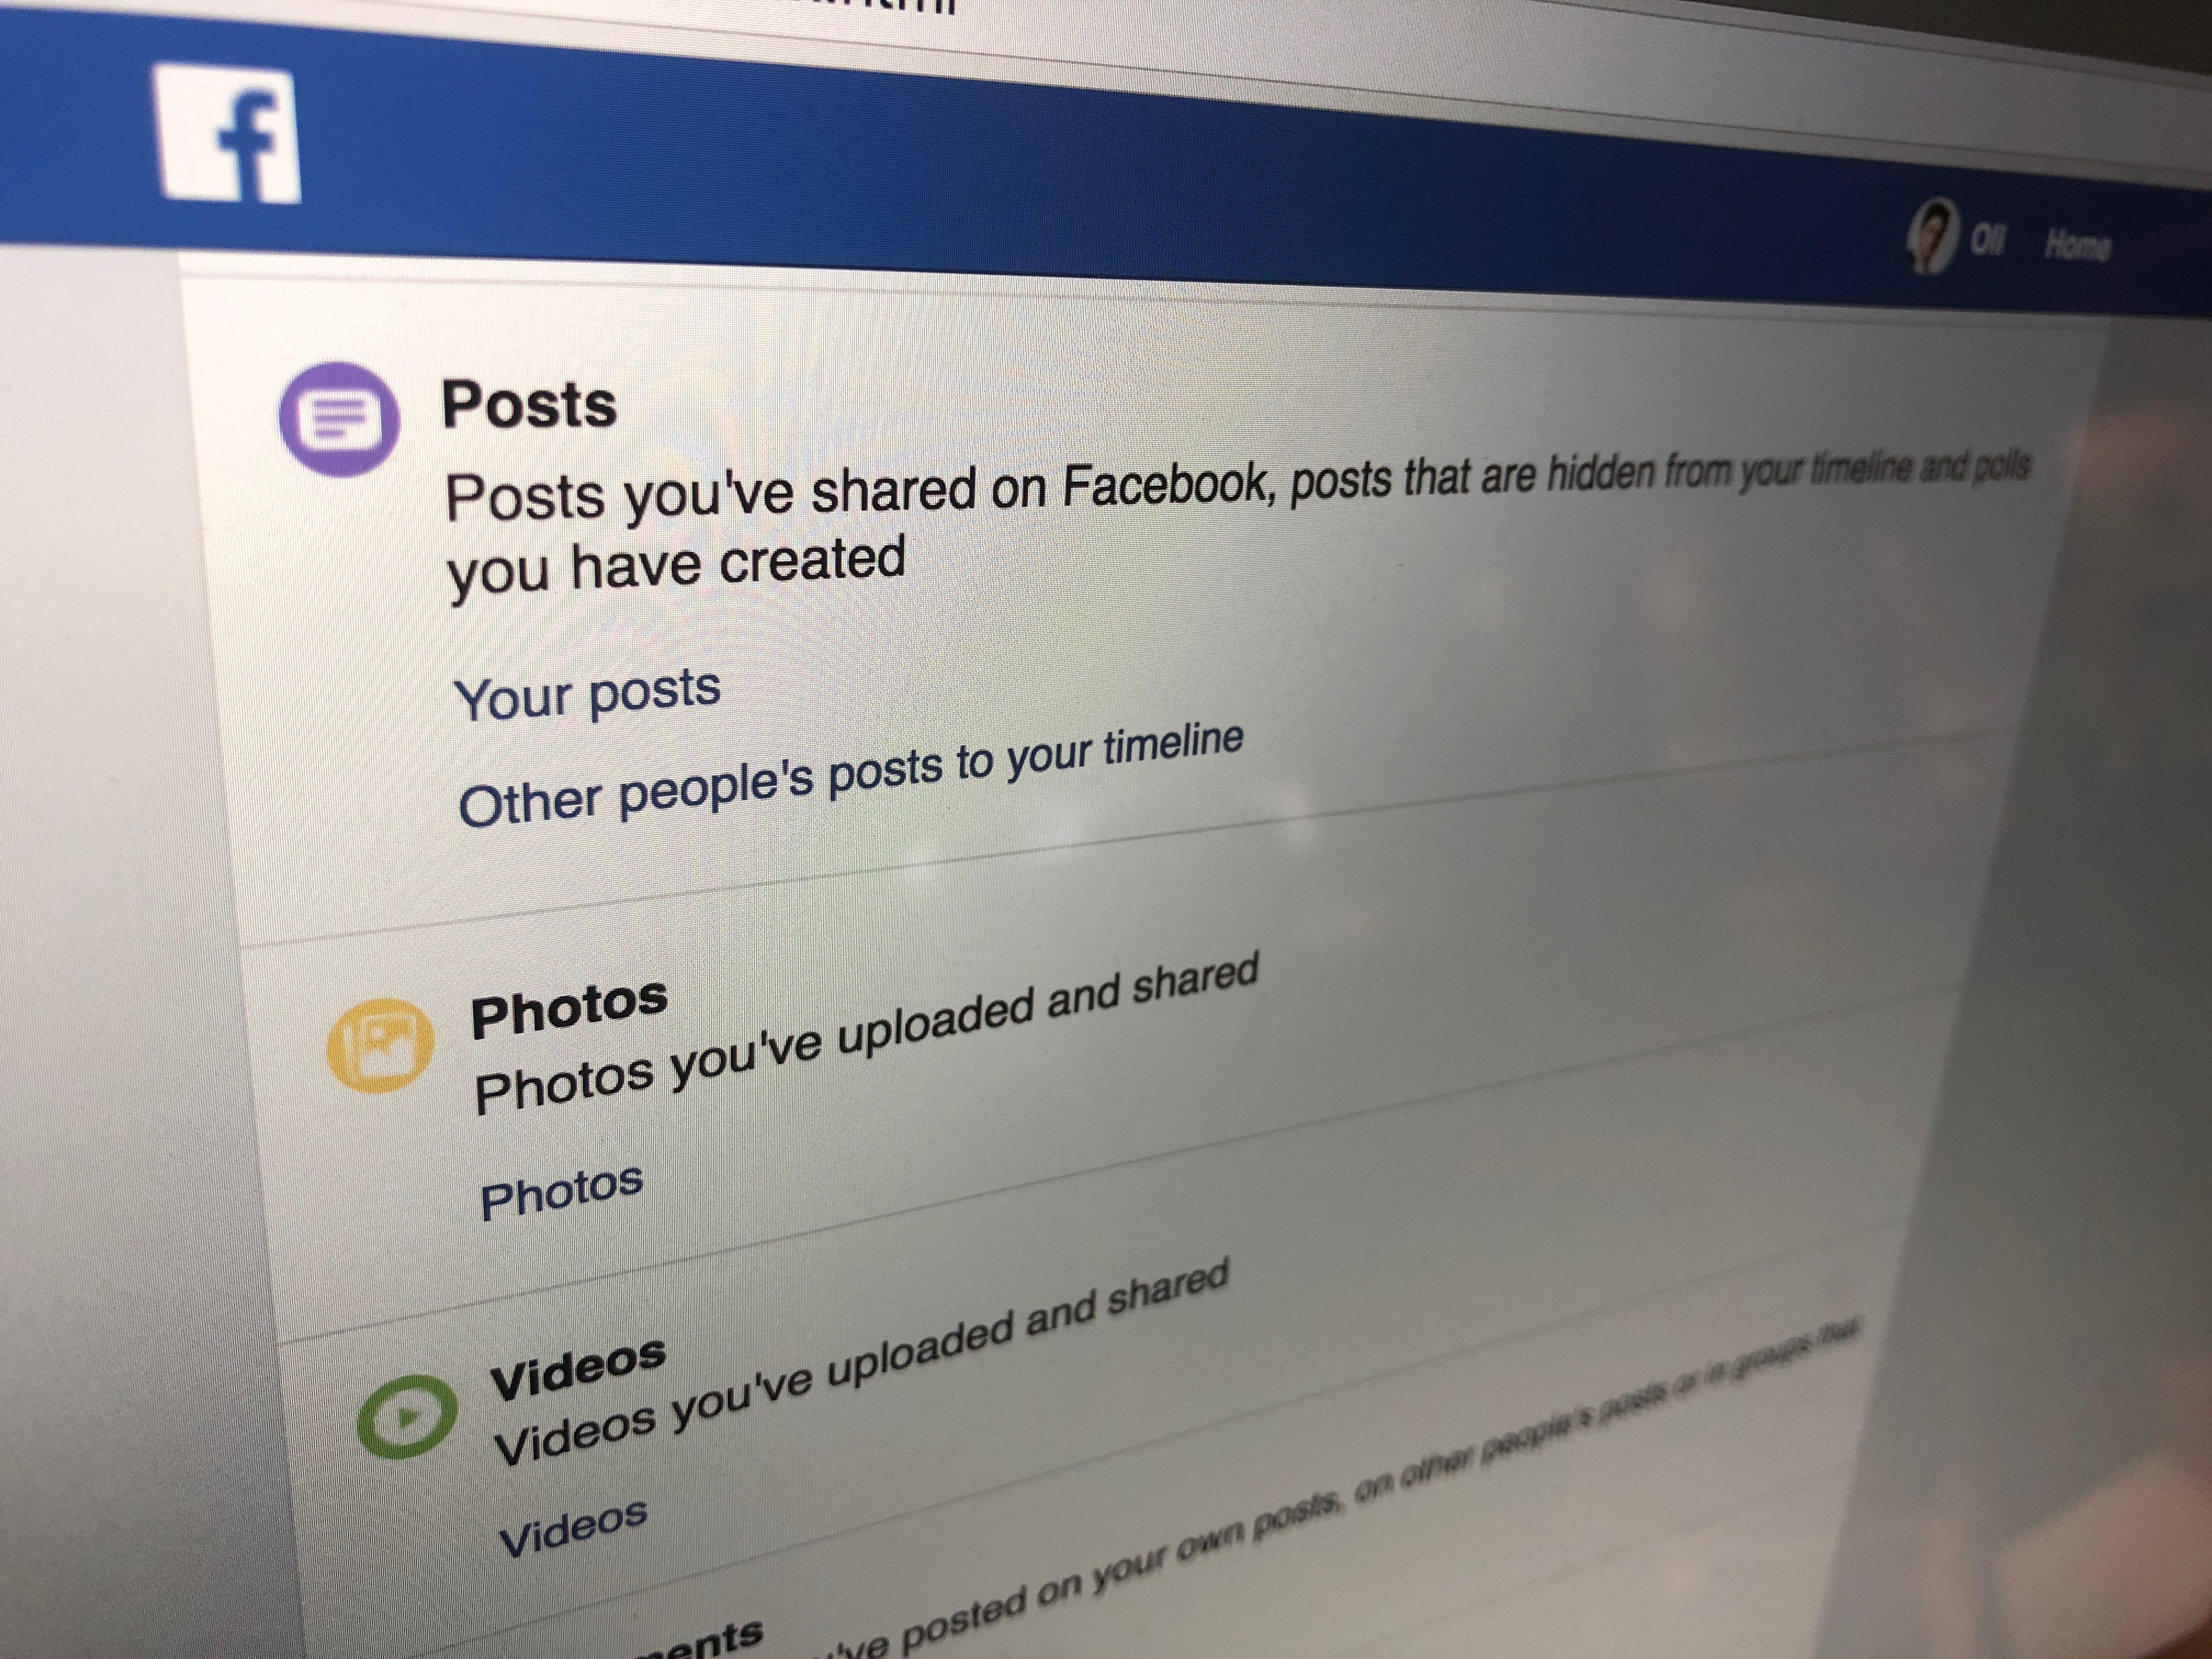 f
Oli Home
Posts
Posts you've shared on Facebook, posts that are hidden from your timeline and polls
you have created
Your posts
Other people's posts to your timeline
Photos
Photos you've uploaded and shared
Photos
Videos
Videos you've uploaded and shared
Videos
ents
've posted on your own posts, on other people's posts or in groups that